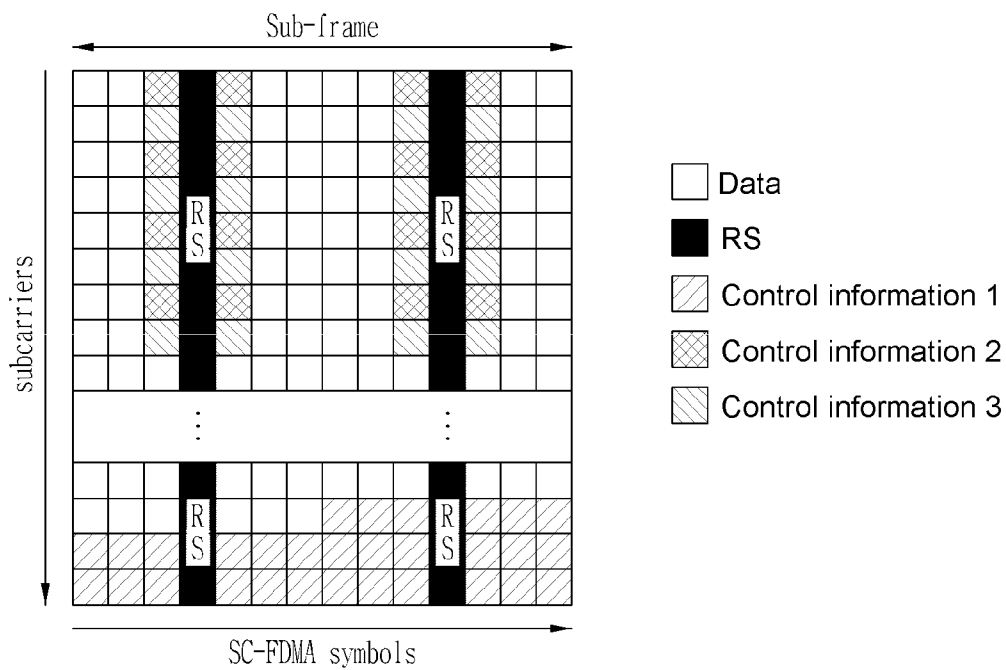 Sub-frame
subcarriers
RS
RS
RS
RS
SC-FDMA symbols
Data
RS
Control information 1
Control information 2
Control information 3